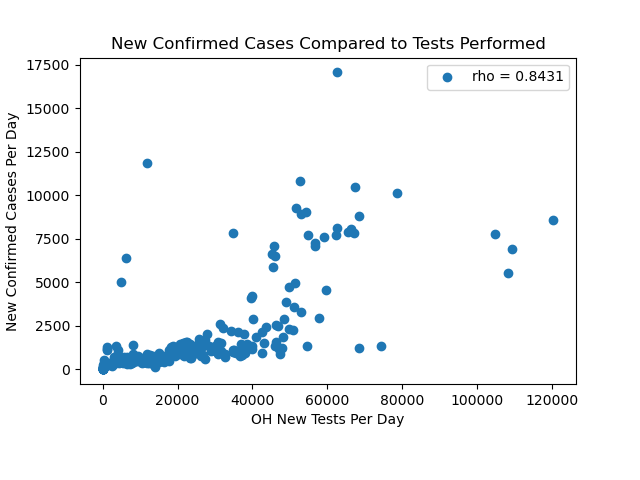 New Confirmed Cases Compared to Tests Performed
rho = 0.8431
17500
15000
12500
10000
7500
5000
2500
0
New Confirmed Caeses Per Day
0 20000 40000 60000 80000 100000 120000
OH New Tests Per Day